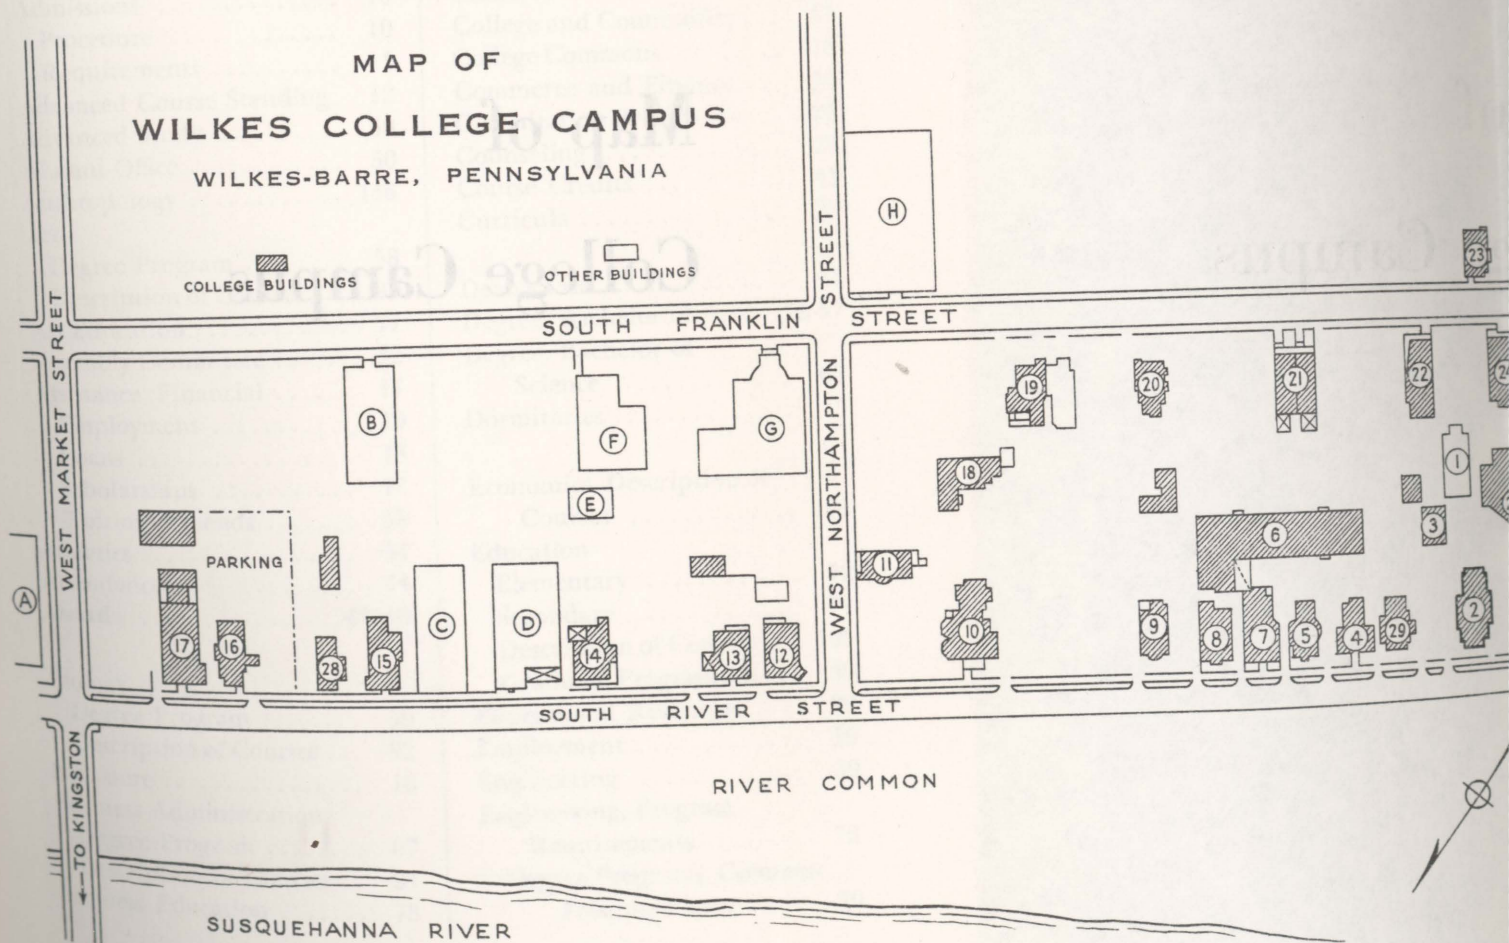 MAP OF
WILKES COLLEGE CAMPUS
WILKES-BARRE, PENNSYLVANIA
COLLEGE BUILDINGS
OTHER BUILDINGS
H
23
SOUTH FRANKLIN STREET
WEST MARKET STREET
WEST NORTHAMPTON STREET
B
F
G
E
19
20
21
22
24
18
1
3
6
PARKING
A
11
17
16
28
15
C
D
14
13
12
10
9
8
7
5
4
29
2
SOUTH RIVER STREET
RIVER COMMON
TO KINGSTON
SUSQUEHANNA RIVER